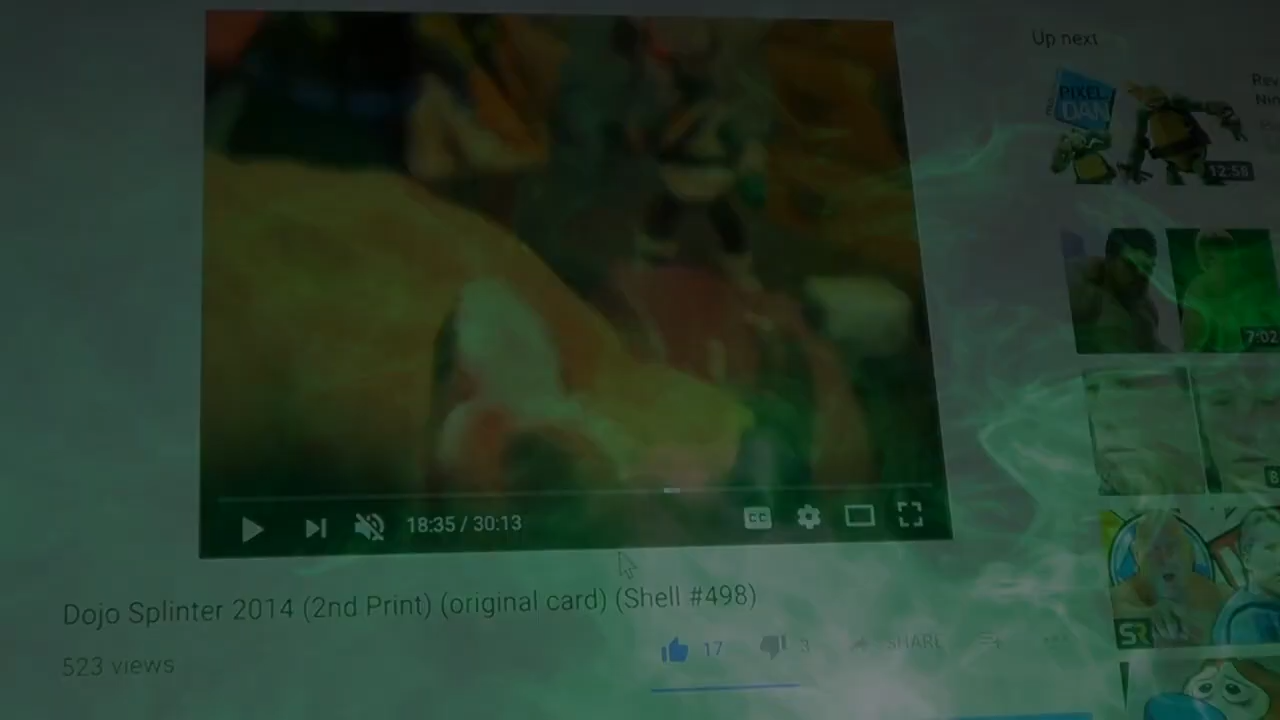 Up next
PIXEL
DAN
12:58
7:02
18:35 / 30:13
CC
Dojo Splinter 2014 (2nd Print) (original card) (Shell #498)
523 views
17
3
SHARE
SR